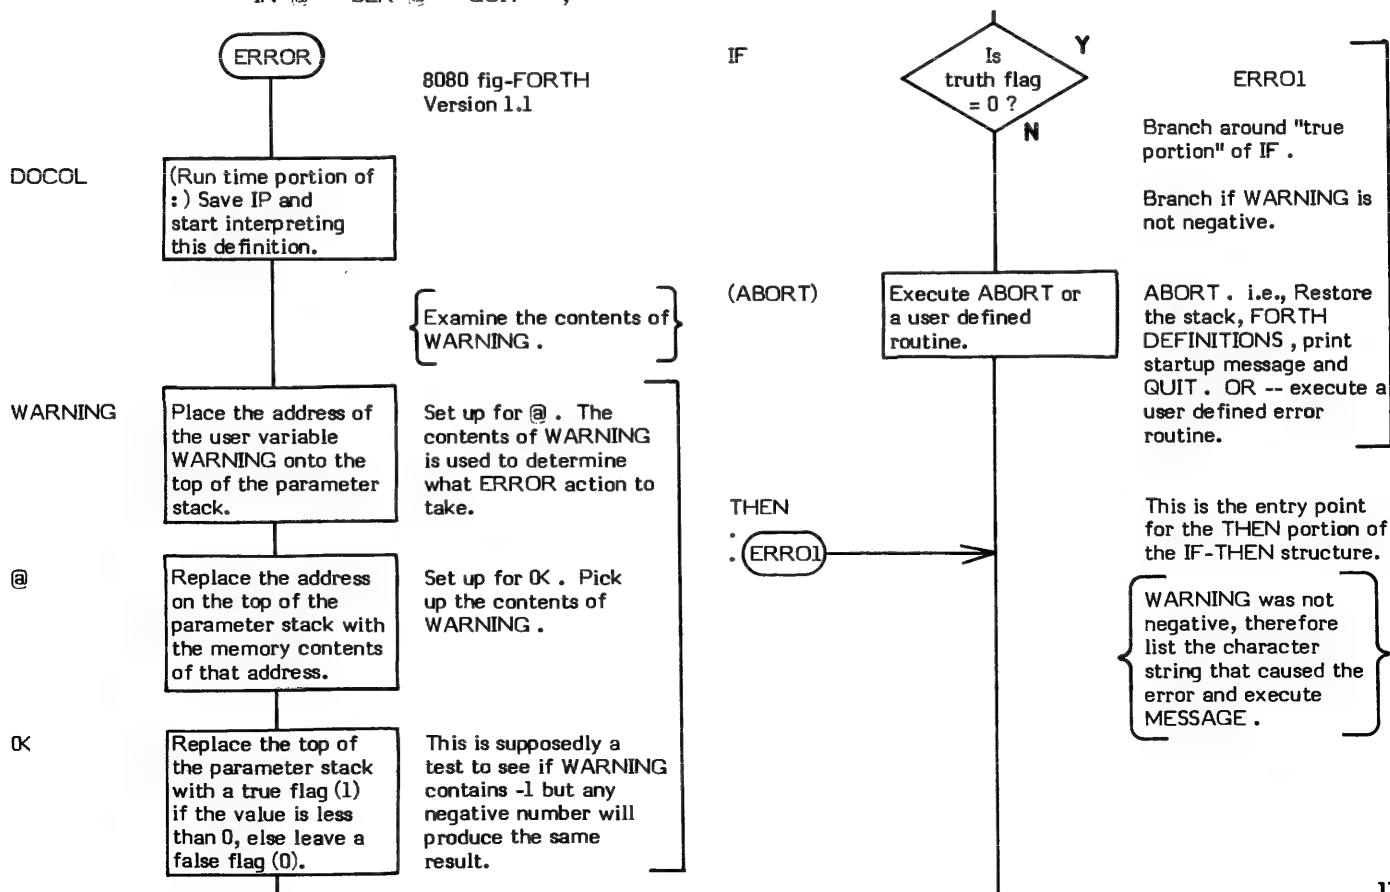 IN @ QUIT ;
ERROR
8080 fig-FORTH
Version 1.1
DOCOL
(Run time portion of
:) Save IP and
start interpreting
this definition.
Examine the contents of
WARNING .
WARNING
Place the address of
the user variable
WARNING onto the
top of the parameter
stack.
Set up for @ . The
contents of WARNING
is used to determine
what ERROR action to
take.
@
Replace the address
on the top of the
parameter stack with
the memory contents
of that address.
Set up for 0< . Pick
up the contents of
WARNING .
0<
Replace the top of
the parameter stack
with a true flag (1)
if the value is less
than 0, else leave a
false flag (0).
This is supposedly a
test to see if WARNING
contains -1 but any
negative number will
produce the same
result.
IF
Is
truth flag
= 0 ?
Y
N
ERRO1
Branch around "true
portion" of IF .
Branch if WARNING is
not negative.
(ABORT)
Execute ABORT or
a user defined
routine.
ABORT . i.e., Restore
the stack, FORTH
DEFINITIONS , print
startup message and
QUIT . OR -- execute a
user defined error
routine.
THEN
:
ERRO1
This is the entry point
for the THEN portion of
the IF-THEN structure.
WARNING was not
negative, therefore
list the character
string that caused the
error and execute
MESSAGE .